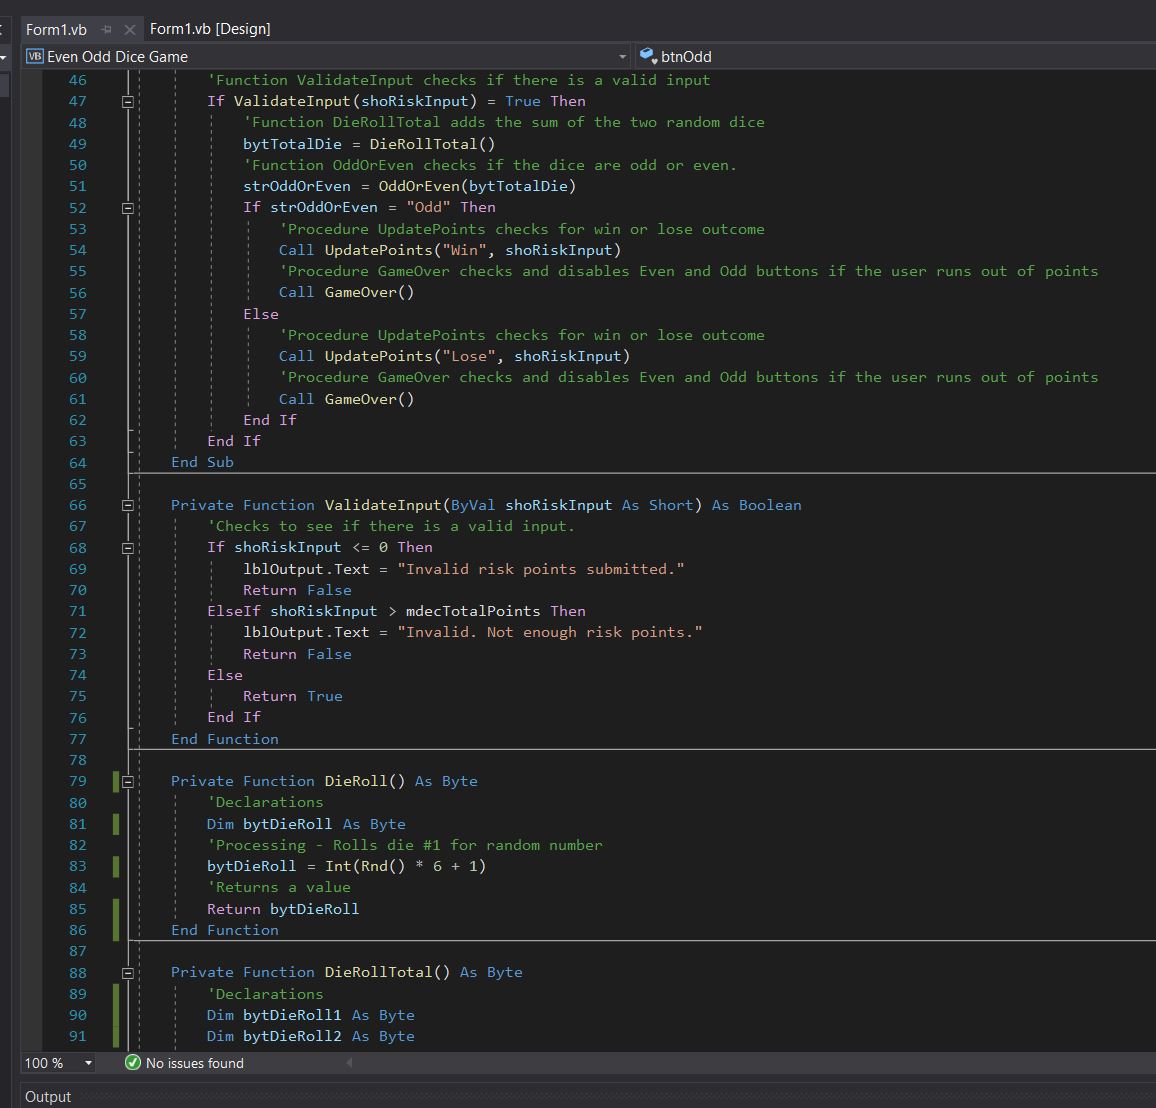 Form1.vb Form1.vb [Design]
VB Even Odd Dice Game btnOdd
46 'Function ValidateInput checks if there is a valid input
47 If ValidateInput(shoRiskInput) = True Then
48 'Function DieRollTotal adds the sum of the two random dice
49 bytTotalDie = DieRollTotal()
50 'Function OddOrEven checks if the dice are odd or even.
51 strOddOrEven = OddOrEven(bytTotalDie)
52 If strOddOrEven = "Odd" Then
53 'Procedure UpdatePoints checks for win or lose outcome
54 Call UpdatePoints("Win", shoRiskInput)
55 'Procedure GameOver checks and disables Even and Odd buttons if the user runs out of points
56 Call GameOver()
57 Else
58 'Procedure UpdatePoints checks for win or lose outcome
59 Call UpdatePoints("Lose", shoRiskInput)
60 'Procedure GameOver checks and disables Even and Odd buttons if the user runs out of points
61 Call GameOver()
62 End If
63 End If
64 End Sub
65
66 Private Function ValidateInput(ByVal shoRiskInput As Short) As Boolean
67 'Checks to see if there is a valid input.
68 If shoRiskInput <= 0 Then
69 lblOutput.Text = "Invalid risk points submitted."
70 Return False
71 ElseIf shoRiskInput > mdecTotalPoints Then
72 lblOutput.Text = "Invalid. Not enough risk points."
73 Return False
74 Else
75 Return True
76 End If
77 End Function
78
79 Private Function DieRoll() As Byte
80 'Declarations
81 Dim bytDieRoll As Byte
82 'Processing - Rolls die #1 for random number
83 bytDieRoll = Int(Rnd() * 6 + 1)
84 'Returns a value
85 Return bytDieRoll
86 End Function
87
88 Private Function DieRollTotal() As Byte
89 'Declarations
90 Dim bytDieRoll1 As Byte
91 Dim bytDieRoll2 As Byte
100 % No issues found
Output